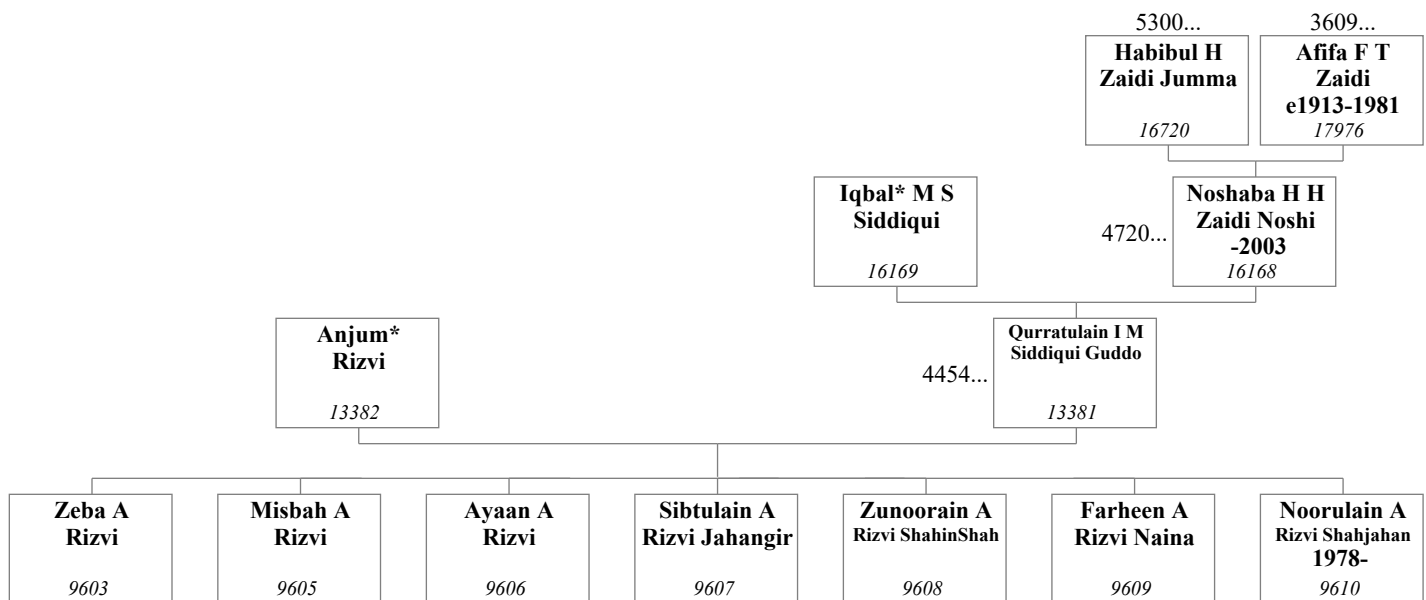 5300...
3609...
Habibul H
Zaidi Jumma
16720
Afifa F T
Zaidi
e1913-1981
17976
Iqbal* M S
Siddiqui
16169
4720...
Noshaba H H
Zaidi Noshi
-2003
16168
Anjum*
Rizvi
13382
4454...
Qurratulain I M
Siddiqui Guddo
13381
Zeba A
Rizvi
9603
Misbah A
Rizvi
9605
Ayaan A
Rizvi
9606
Sibtulain A
Rizvi Jahangir
9607
Zunoorain A
Rizvi ShahinShah
9608
Farheen A
Rizvi Naina
9609
Noorulain A
Rizvi Shahjahan
1978-
9610